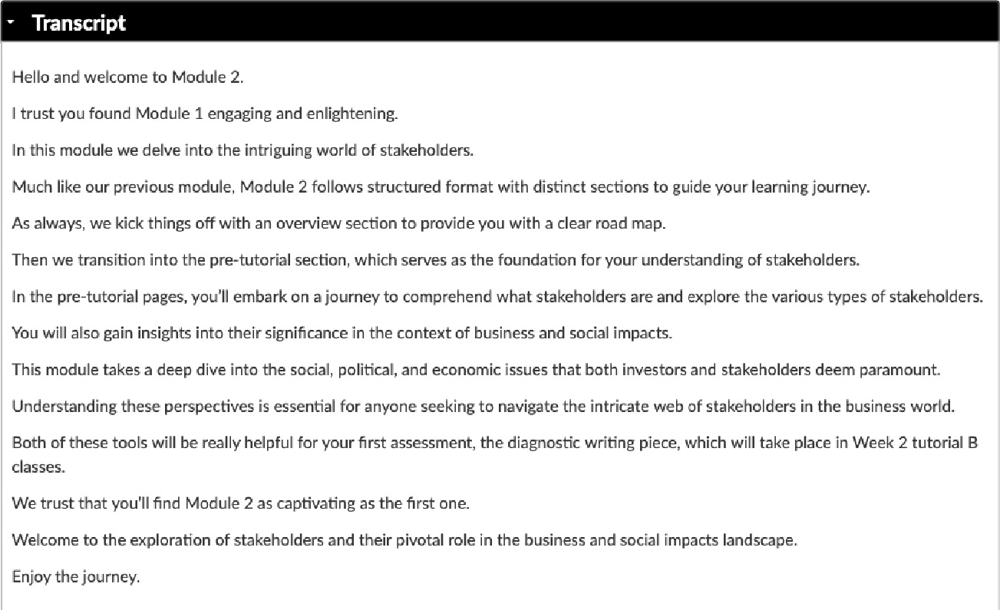 Transcript
Hello and welcome to Module 2.
I trust you found Module 1 engaging and enlightening.
In this module we delve into the intriguing world of stakeholders.
Much like our previous module, Module 2 follows structured format with distinct sections to guide your learning journey.
As always, we kick things off with an overview section to provide you with a clear road map.
Then we transition into the pre-tutorial section, which serves as the foundation for your understanding of stakeholders.
In the pre-tutorial pages, you'll embark on a journey to comprehend what stakeholders are and explore the various types of stakeholders.
You will also gain insights into their significance in the context of business and social impacts.
This module takes a deep dive into the social, political, and economic issues that both investors and stakeholders deem paramount.
Understanding these perspectives is essential for anyone seeking to navigate the intricate web of stakeholders in the business world.
Both of these tools will be really helpful for your first assessment, the diagnostic writing piece, which will take place in Week 2 tutorial B
classes.
We trust that you'll find Module 2 as captivating as the first one.
Welcome to the exploration of stakeholders and their pivotal role in the business and social impacts landscape.
Enjoy the journey.